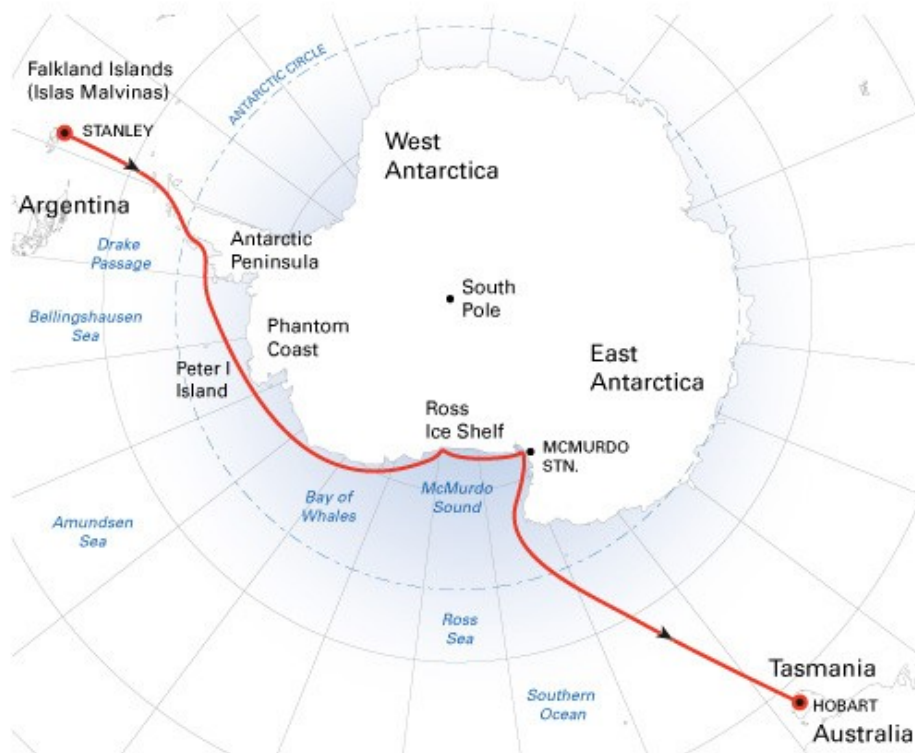 Falkland Islands
(Islas Malvinas)
STANLEY
ANTARCTIC CIRCLE
West
Antarctica
Argentina
Drake
Passage
Antarctic
Peninsula
Bellingshausen
Sea
South
Pole
Phantom
Coast
Peter I
Island
East
Antarctica
Ross
Ice Shelf
MCMURDO
STN.
Bay of
Whales
McMurdo
Sound
Amundsen
Sea
Ross
Sea
Southern
Ocean
Tasmania
HOBART
Australia